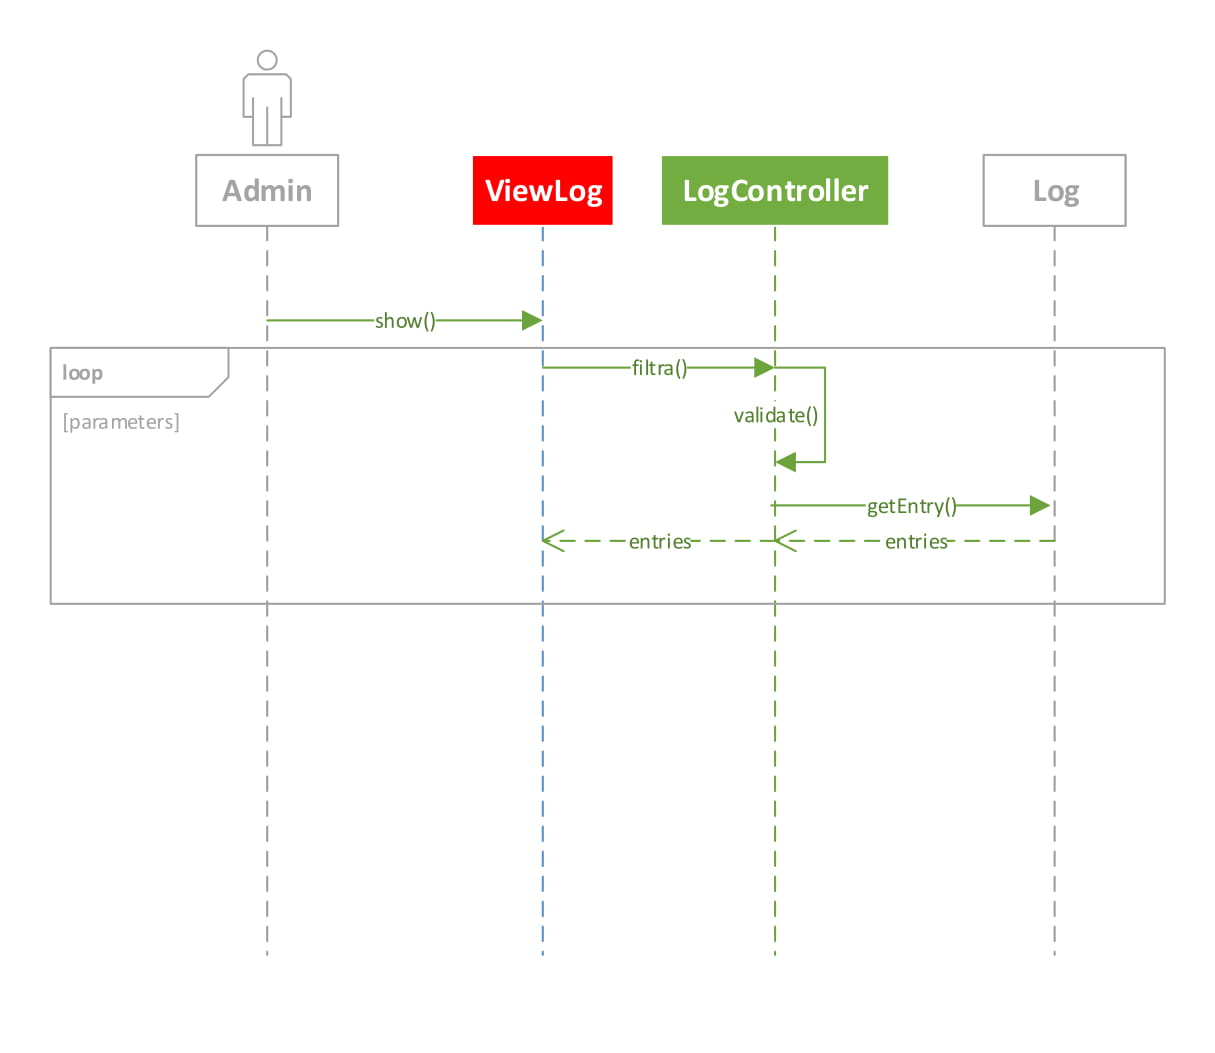 Admin
ViewLog
LogController
Log
show()
loop
filtra()
[parameters]
validate()
getEntry()
entries
entries